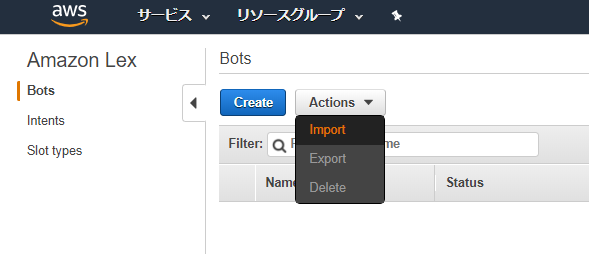 aws サービス リソースグループ
Amazon Lex
Bots
Intents
Slot types
Bots
Create Actions
Import
Export
Delete
Filter: me
Name Status